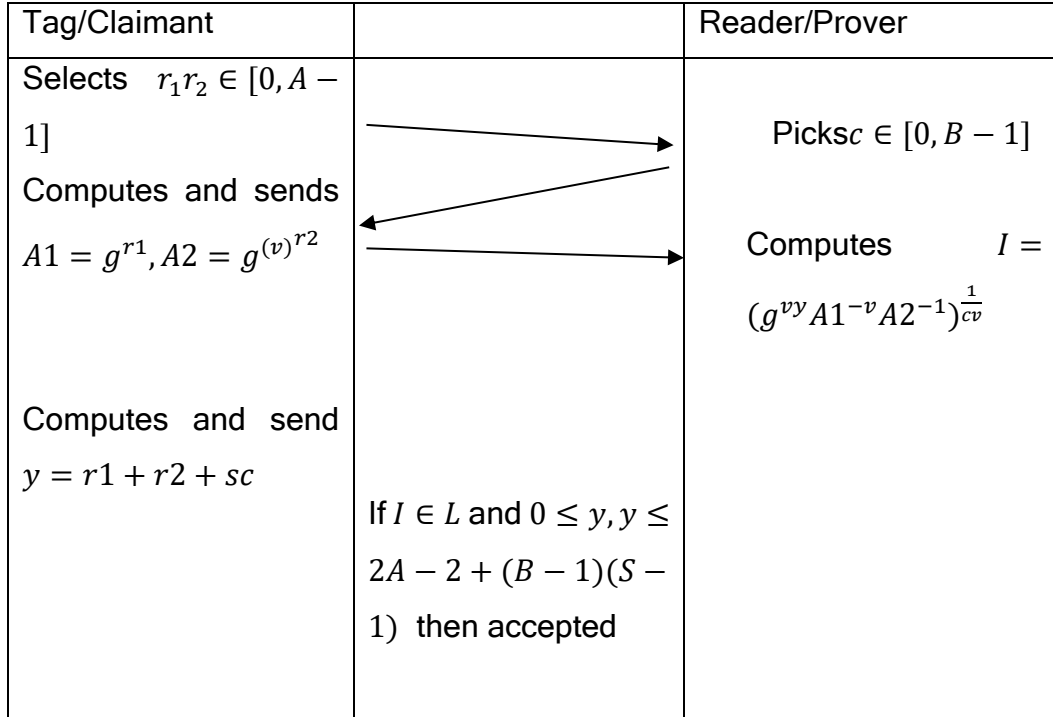 Tag/Claimant
Reader/Prover
Selects r₁r₂ ∈ [0, A −
1]
Computes and sends
A1 = g^{r1}, A2 = g^{(v)^{r2}}
Computes and send
y = r1 + r2 + sc
If I ∈ L and 0 ≤ y, y ≤
2A − 2 + (B − 1)(S −
1) then accepted
Picksc ∈ [0, B − 1]
Computes I =
(g^{vy}A1^{−v}A2^{−1})^{\frac{1}{cv}}